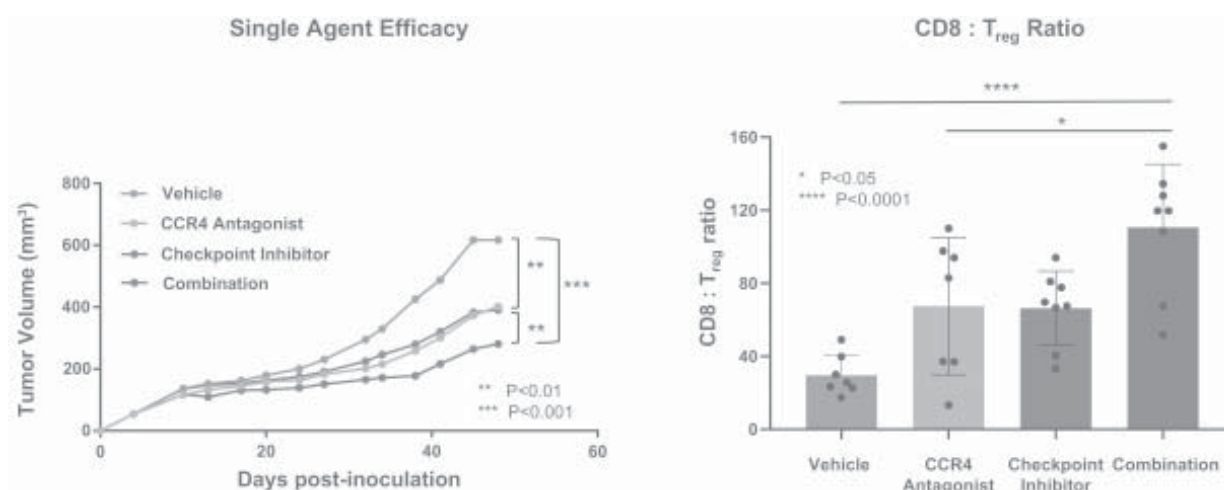 Single Agent Efficacy
800
600
400
200
0
Tumor Volume (mm³)
Vehicle
CCR4 Antagonist
Checkpoint Inhibitor
Combination
**
***
**
** P<0.01
*** P<0.001
0 20 40 60
Days post-inoculation
CD8 : Treg Ratio
****
*
160
120
80
40
0
CD8 : Treg ratio
* P<0.05
**** P<0.0001
Vehicle CCR4 Checkpoint Combination
Antagonist Inhibitor